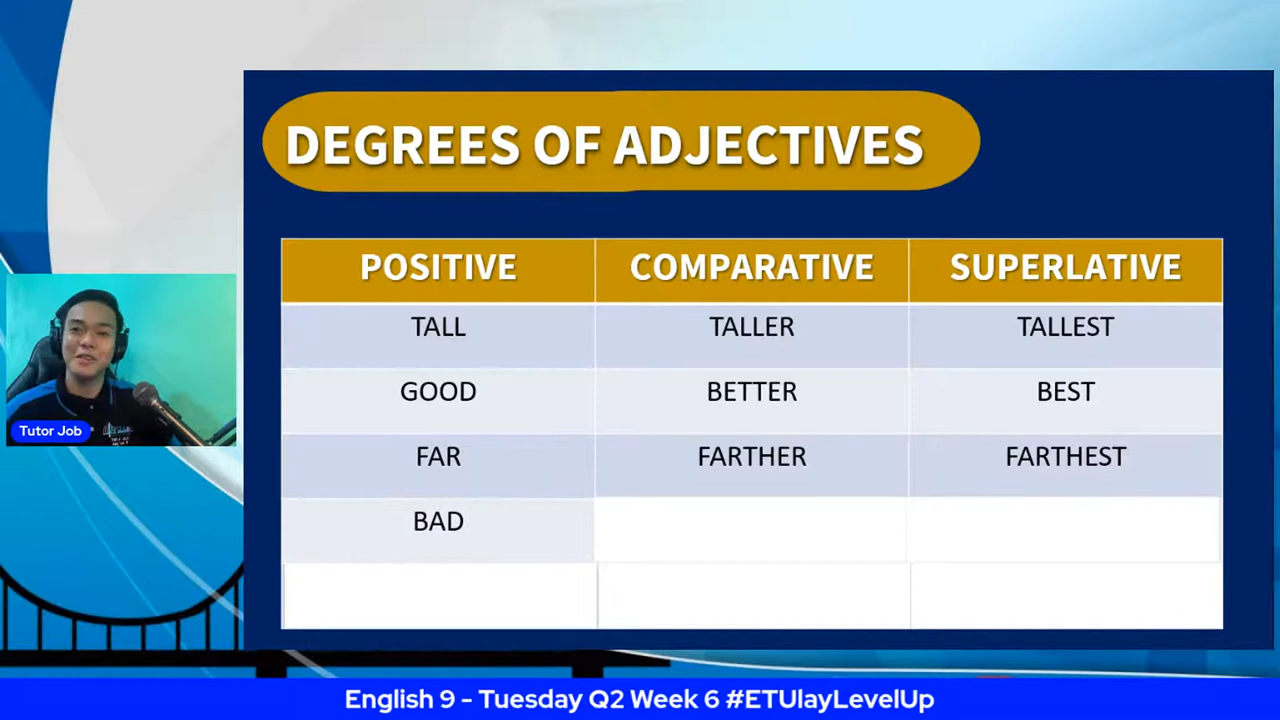 DEGREES OF ADJECTIVES
POSITIVE COMPARATIVE SUPERLATIVE
TALL TALLER TALLEST
GOOD BETTER BEST
FAR FARTHER FARTHEST
BAD
Tutor Job
English 9 - Tuesday Q2 Week 6 #ETUlayLevelUp